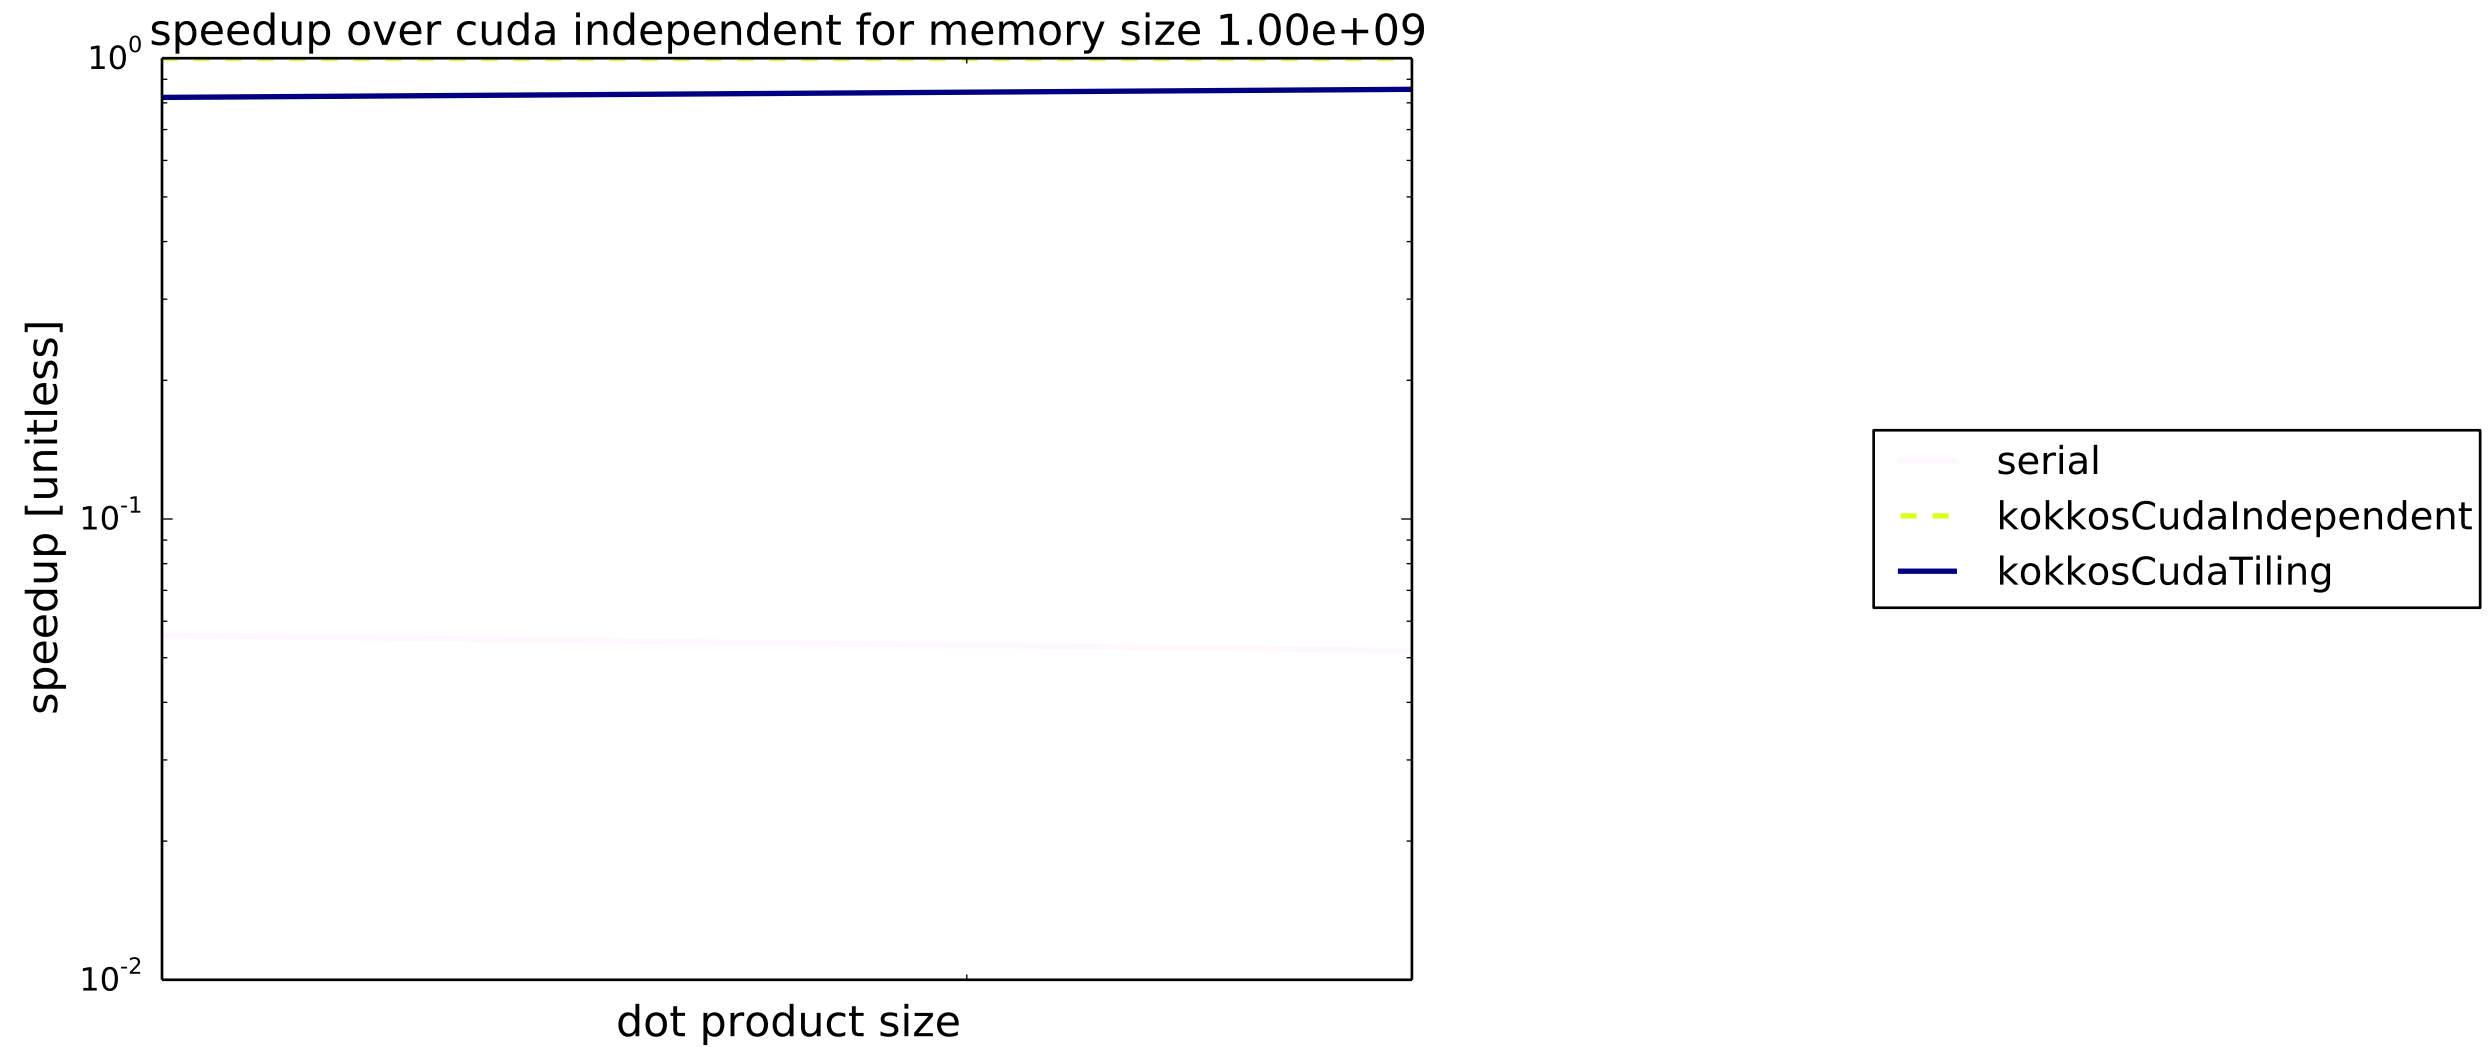 speedup over cuda independent for memory size 1.00e+09
10⁰
10⁻¹
10⁻²
speedup [unitless]
dot product size
serial
kokkosCudaIndependent
kokkosCudaTiling